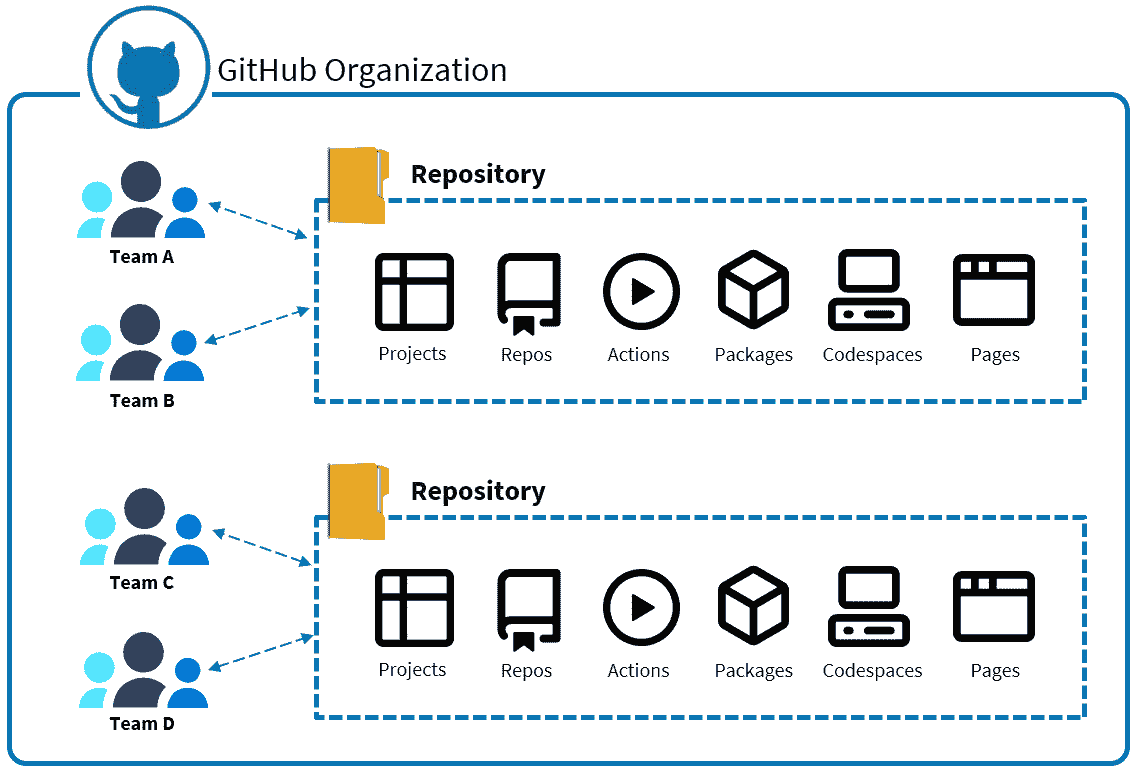 GitHub Organization
Repository
Team A
Projects
Repos
Actions
Packages
Codespaces
Pages
Team B
Repository
Team C
Projects
Repos
Actions
Packages
Codespaces
Pages
Team D